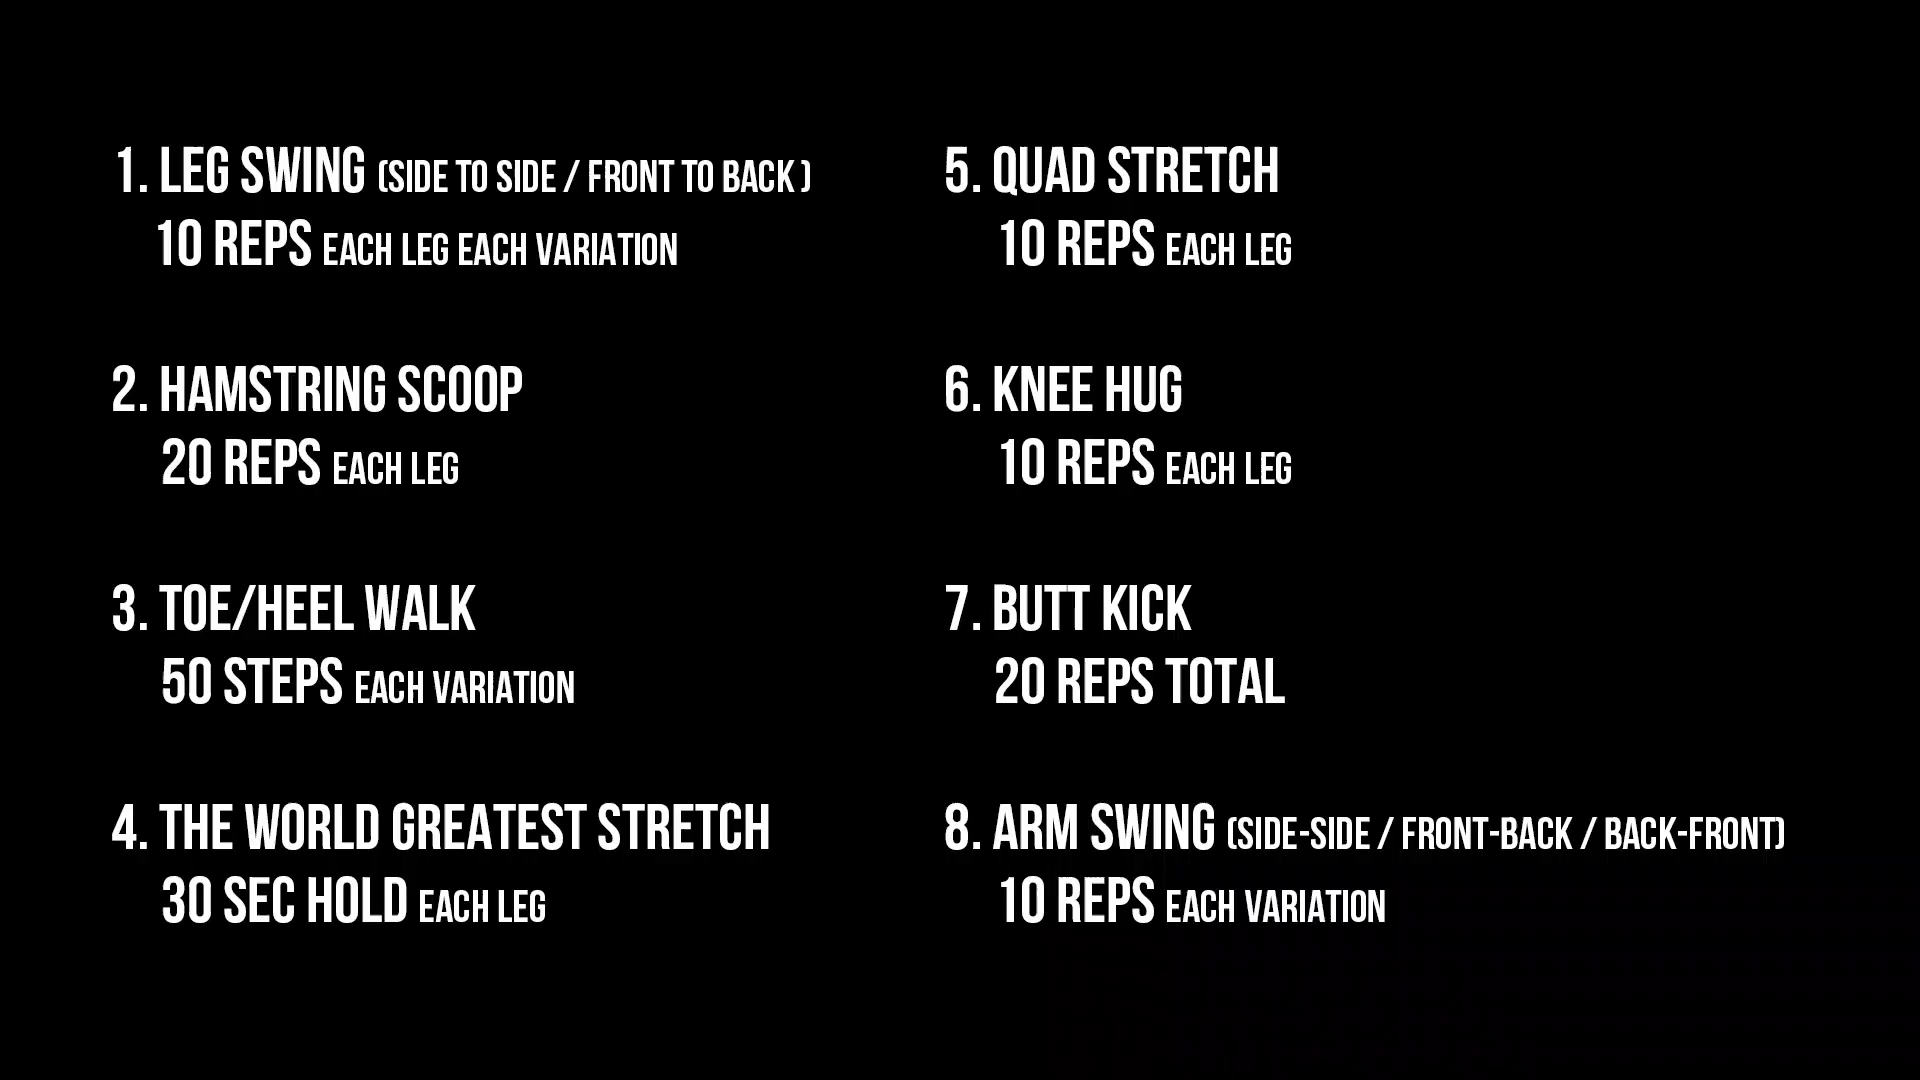 1. LEG SWING (SIDE TO SIDE / FRONT TO BACK )
10 REPS EACH LEG EACH VARIATION
2. HAMSTRING SCOOP
20 REPS EACH LEG
3. TOE/HEEL WALK
50 STEPS EACH VARIATION
4. THE WORLD GREATEST STRETCH
30 SEC HOLD EACH LEG
5. QUAD STRETCH
10 REPS EACH LEG
6. KNEE HUG
10 REPS EACH LEG
7. BUTT KICK
20 REPS TOTAL
8. ARM SWING (SIDE-SIDE / FRONT-BACK / BACK-FRONT)
10 REPS EACH VARIATION